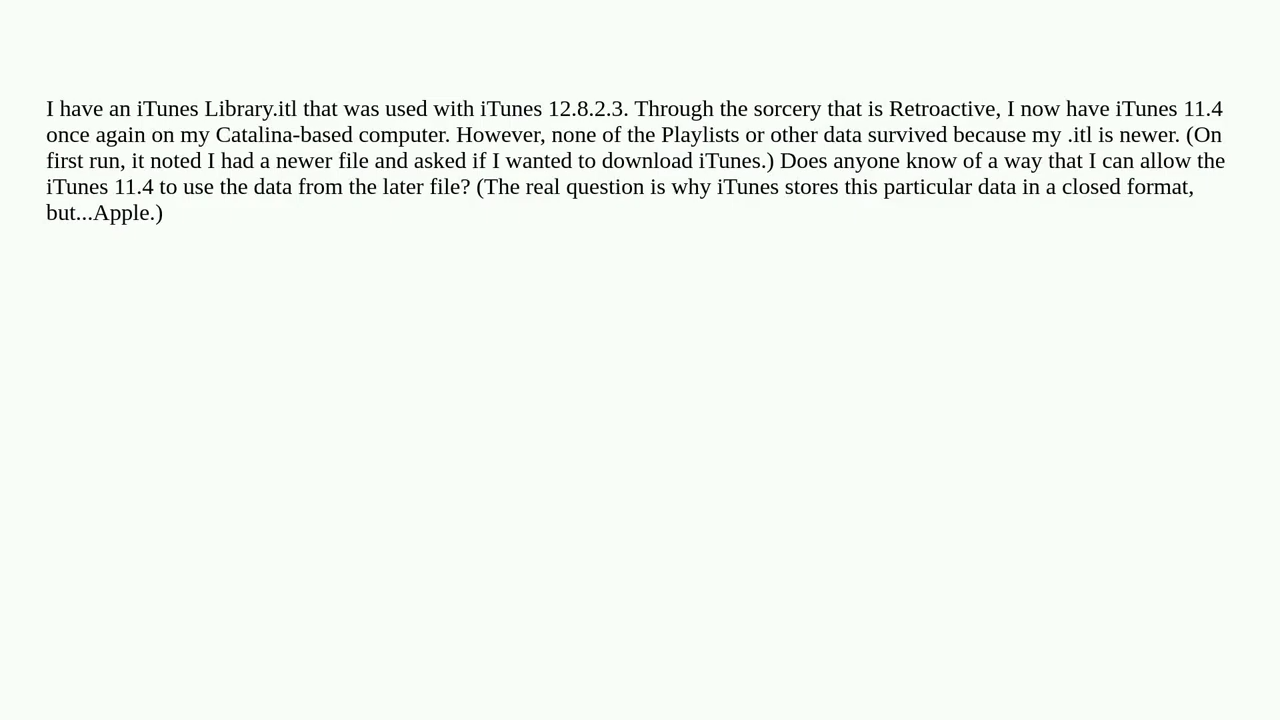 I have an iTunes Library.itl that was used with iTunes 12.8.2.3. Through the sorcery that is Retroactive, I now have iTunes 11.4
once again on my Catalina-based computer. However, none of the Playlists or other data survived because my .itl is newer. (On
first run, it noted I had a newer file and asked if I wanted to download iTunes.) Does anyone know of a way that I can allow the
iTunes 11.4 to use the data from the later file? (The real question is why iTunes stores this particular data in a closed format,
but...Apple.)